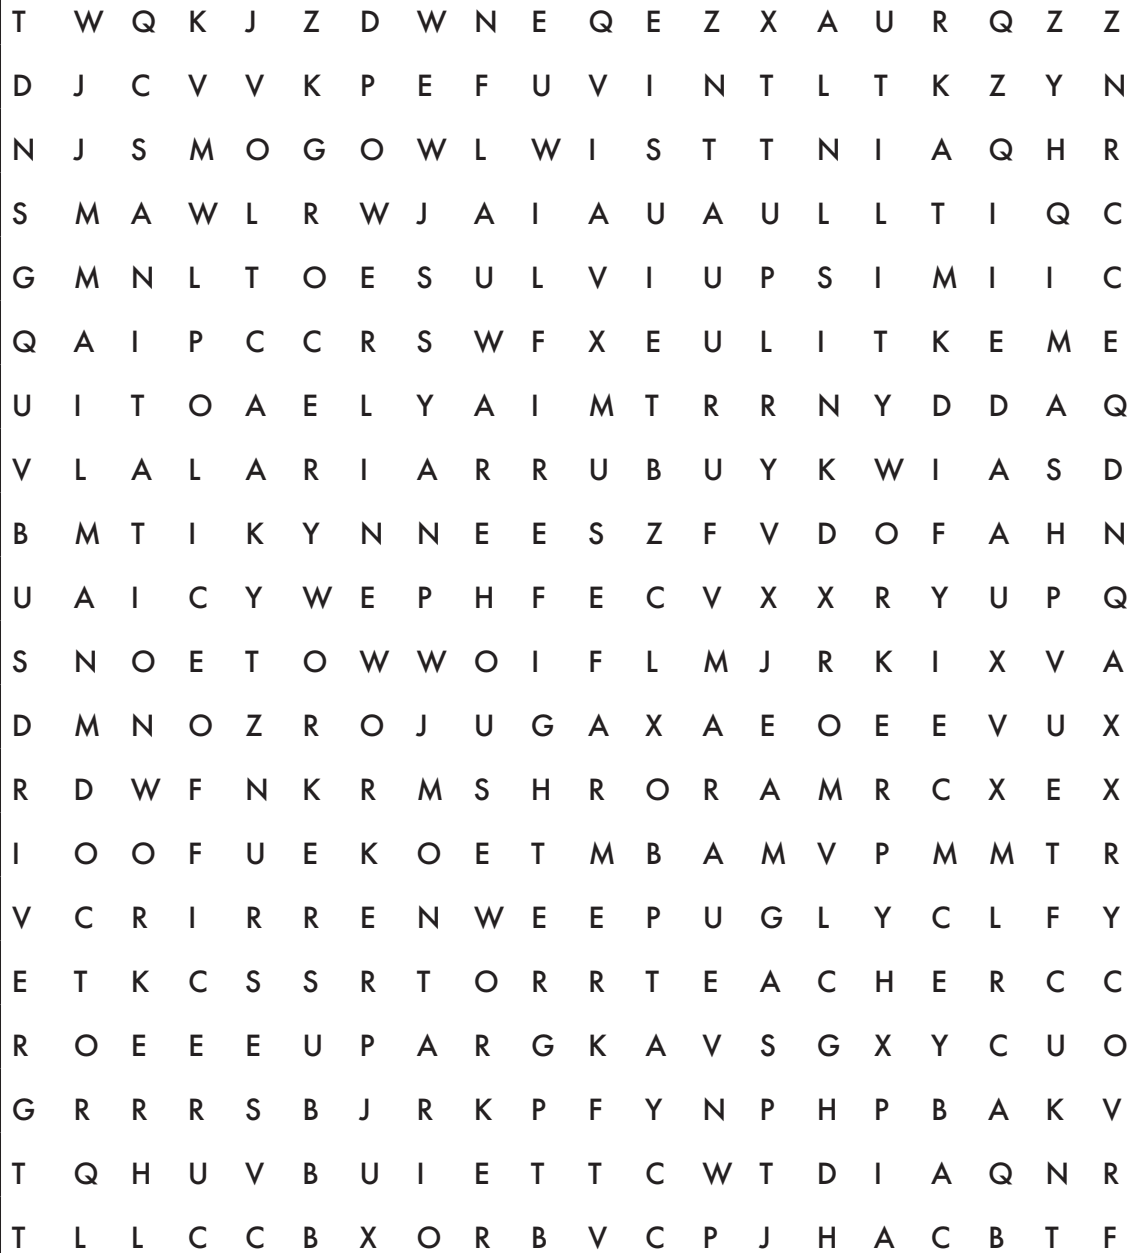 T W Q K J Z D W N E Q E Z X A U R Q Z Z
D J C V V K P E F U V I N T L T K Z Y N
N J S M O G O W L W I S T T N I A Q H R
S M A W L R W J A I A U A U L L T I Q C
G M N L T O E S U L V I U P S I M I I C
Q A I P C C R S W F X E U L I T K E M E
U I T O A E L Y A I M T R R N Y D D A Q
V L A L A R I A R R U B U Y K W I A S D
B M T I K Y N N E E S Z F V D O F A H N
U A I C Y W E P H F E C V X X R Y U P Q
S N O E T O W W O I F L M J R K I X V A
D M N O Z R O J U G A X A E O E E V U X
R D W F N K R M S H R O R A M R C X E X
I O O F U E K O E T M B A M V P M M T R
V C R I R R E N W E E P U G L Y C L F Y
E T K C S S R T O R R T E A C H E R C C
R O E E E U P A R G K A V S G X Y C U O
G R R R S B J R K P F Y N P H P B A K V
T Q H U V B U I E T T C W T D I A Q N R
T L L C C B X O R B V C P J H A C B T F